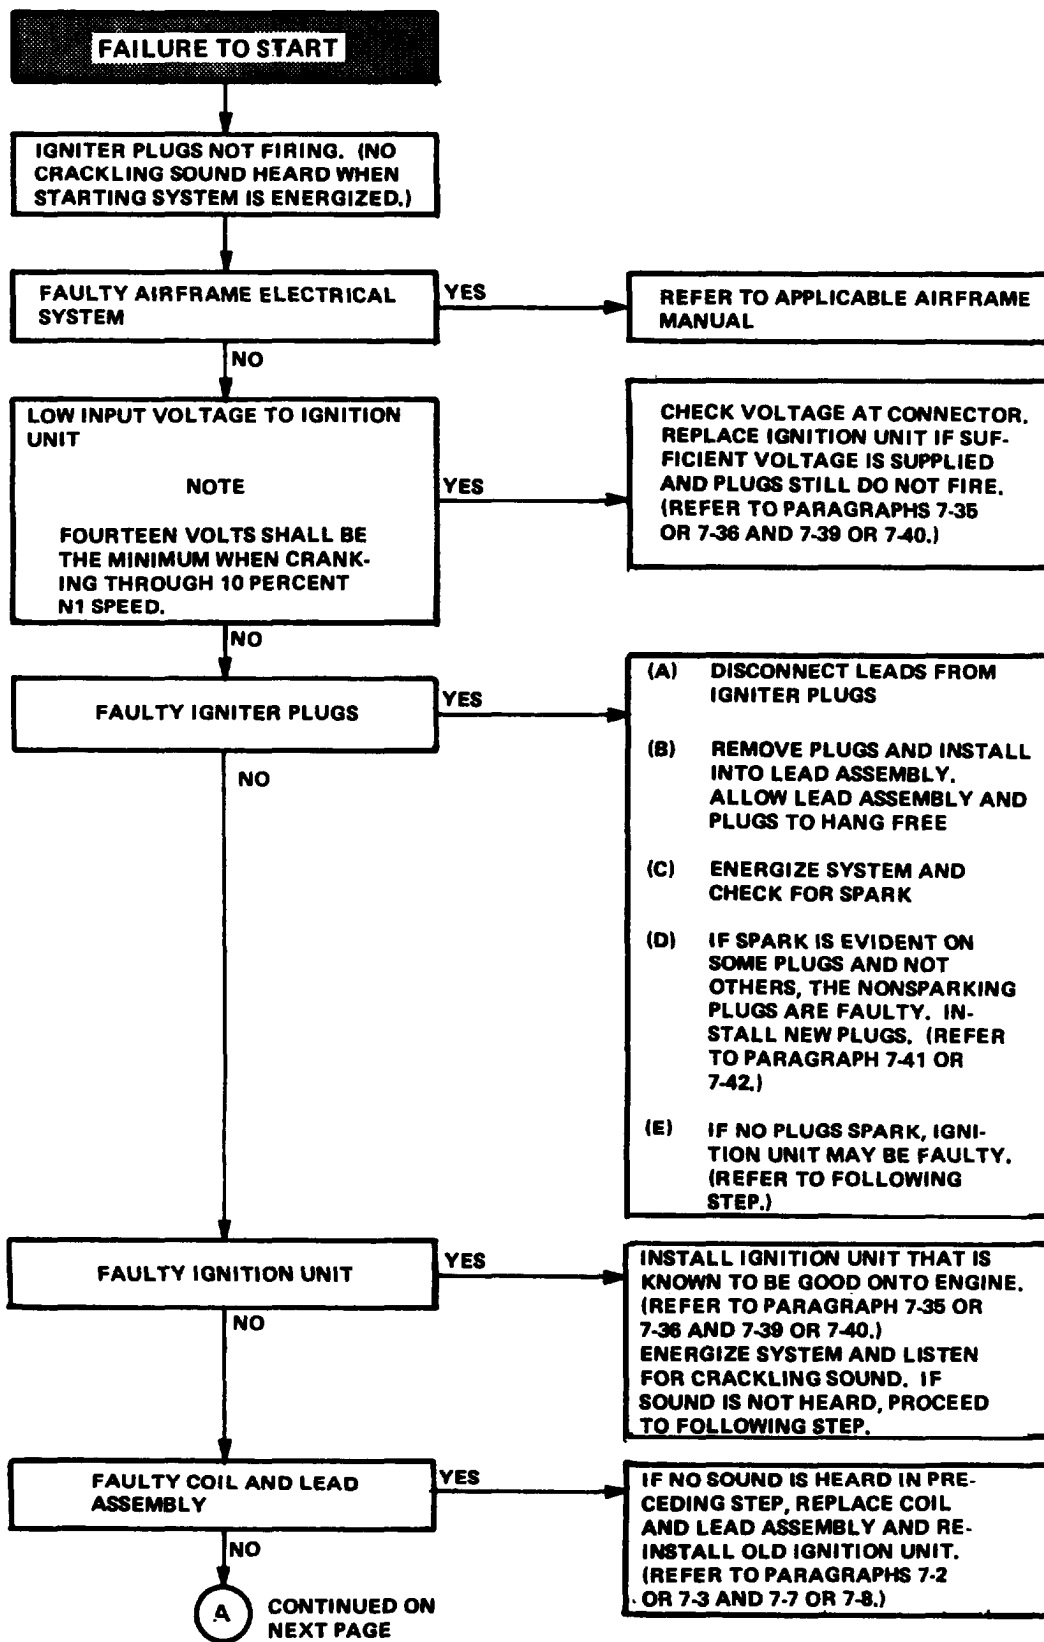 FAILURE TO START
IGNITER PLUGS NOT FIRING. (NO
CRACKLING SOUND HEARD WHEN
STARTING SYSTEM IS ENERGIZED.)
FAULTY AIRFRAME ELECTRICAL
SYSTEM
YES
REFER TO APPLICABLE AIRFRAME
MANUAL
NO
LOW INPUT VOLTAGE TO IGNITION
UNIT
NOTE
FOURTEEN VOLTS SHALL BE
THE MINIMUM WHEN CRANK-
ING THROUGH 10 PERCENT
N1 SPEED.
YES
CHECK VOLTAGE AT CONNECTOR.
REPLACE IGNITION UNIT IF SUF-
FICIENT VOLTAGE IS SUPPLIED
AND PLUGS STILL DO NOT FIRE.
(REFER TO PARAGRAPHS 7-35
OR 7-36 AND 7-39 OR 7-40.)
NO
FAULTY IGNITER PLUGS
YES
(A) DISCONNECT LEADS FROM
IGNITER PLUGS
(B) REMOVE PLUGS AND INSTALL
INTO LEAD ASSEMBLY.
ALLOW LEAD ASSEMBLY AND
PLUGS TO HANG FREE
(C) ENERGIZE SYSTEM AND
CHECK FOR SPARK
(D) IF SPARK IS EVIDENT ON
SOME PLUGS AND NOT
OTHERS, THE NONSPARKING
PLUGS ARE FAULTY. IN-
STALL NEW PLUGS. (REFER
TO PARAGRAPH 7-41 OR
7-42.)
(E) IF NO PLUGS SPARK, IGNI-
TION UNIT MAY BE FAULTY.
(REFER TO FOLLOWING
STEP.)
NO
FAULTY IGNITION UNIT
YES
INSTALL IGNITION UNIT THAT IS
KNOWN TO BE GOOD ONTO ENGINE.
(REFER TO PARAGRAPH 7-35 OR
7-36 AND 7-39 OR 7-40.)
ENERGIZE SYSTEM AND LISTEN
FOR CRACKLING SOUND. IF
SOUND IS NOT HEARD, PROCEED
TO FOLLOWING STEP.
NO
FAULTY COIL AND LEAD
ASSEMBLY
YES
IF NO SOUND IS HEARD IN PRE-
CEDING STEP, REPLACE COIL
AND LEAD ASSEMBLY AND RE-
INSTALL OLD IGNITION UNIT.
(REFER TO PARAGRAPHS 7-2
OR 7-3 AND 7-7 OR 7-8.)
NO
A
CONTINUED ON
NEXT PAGE